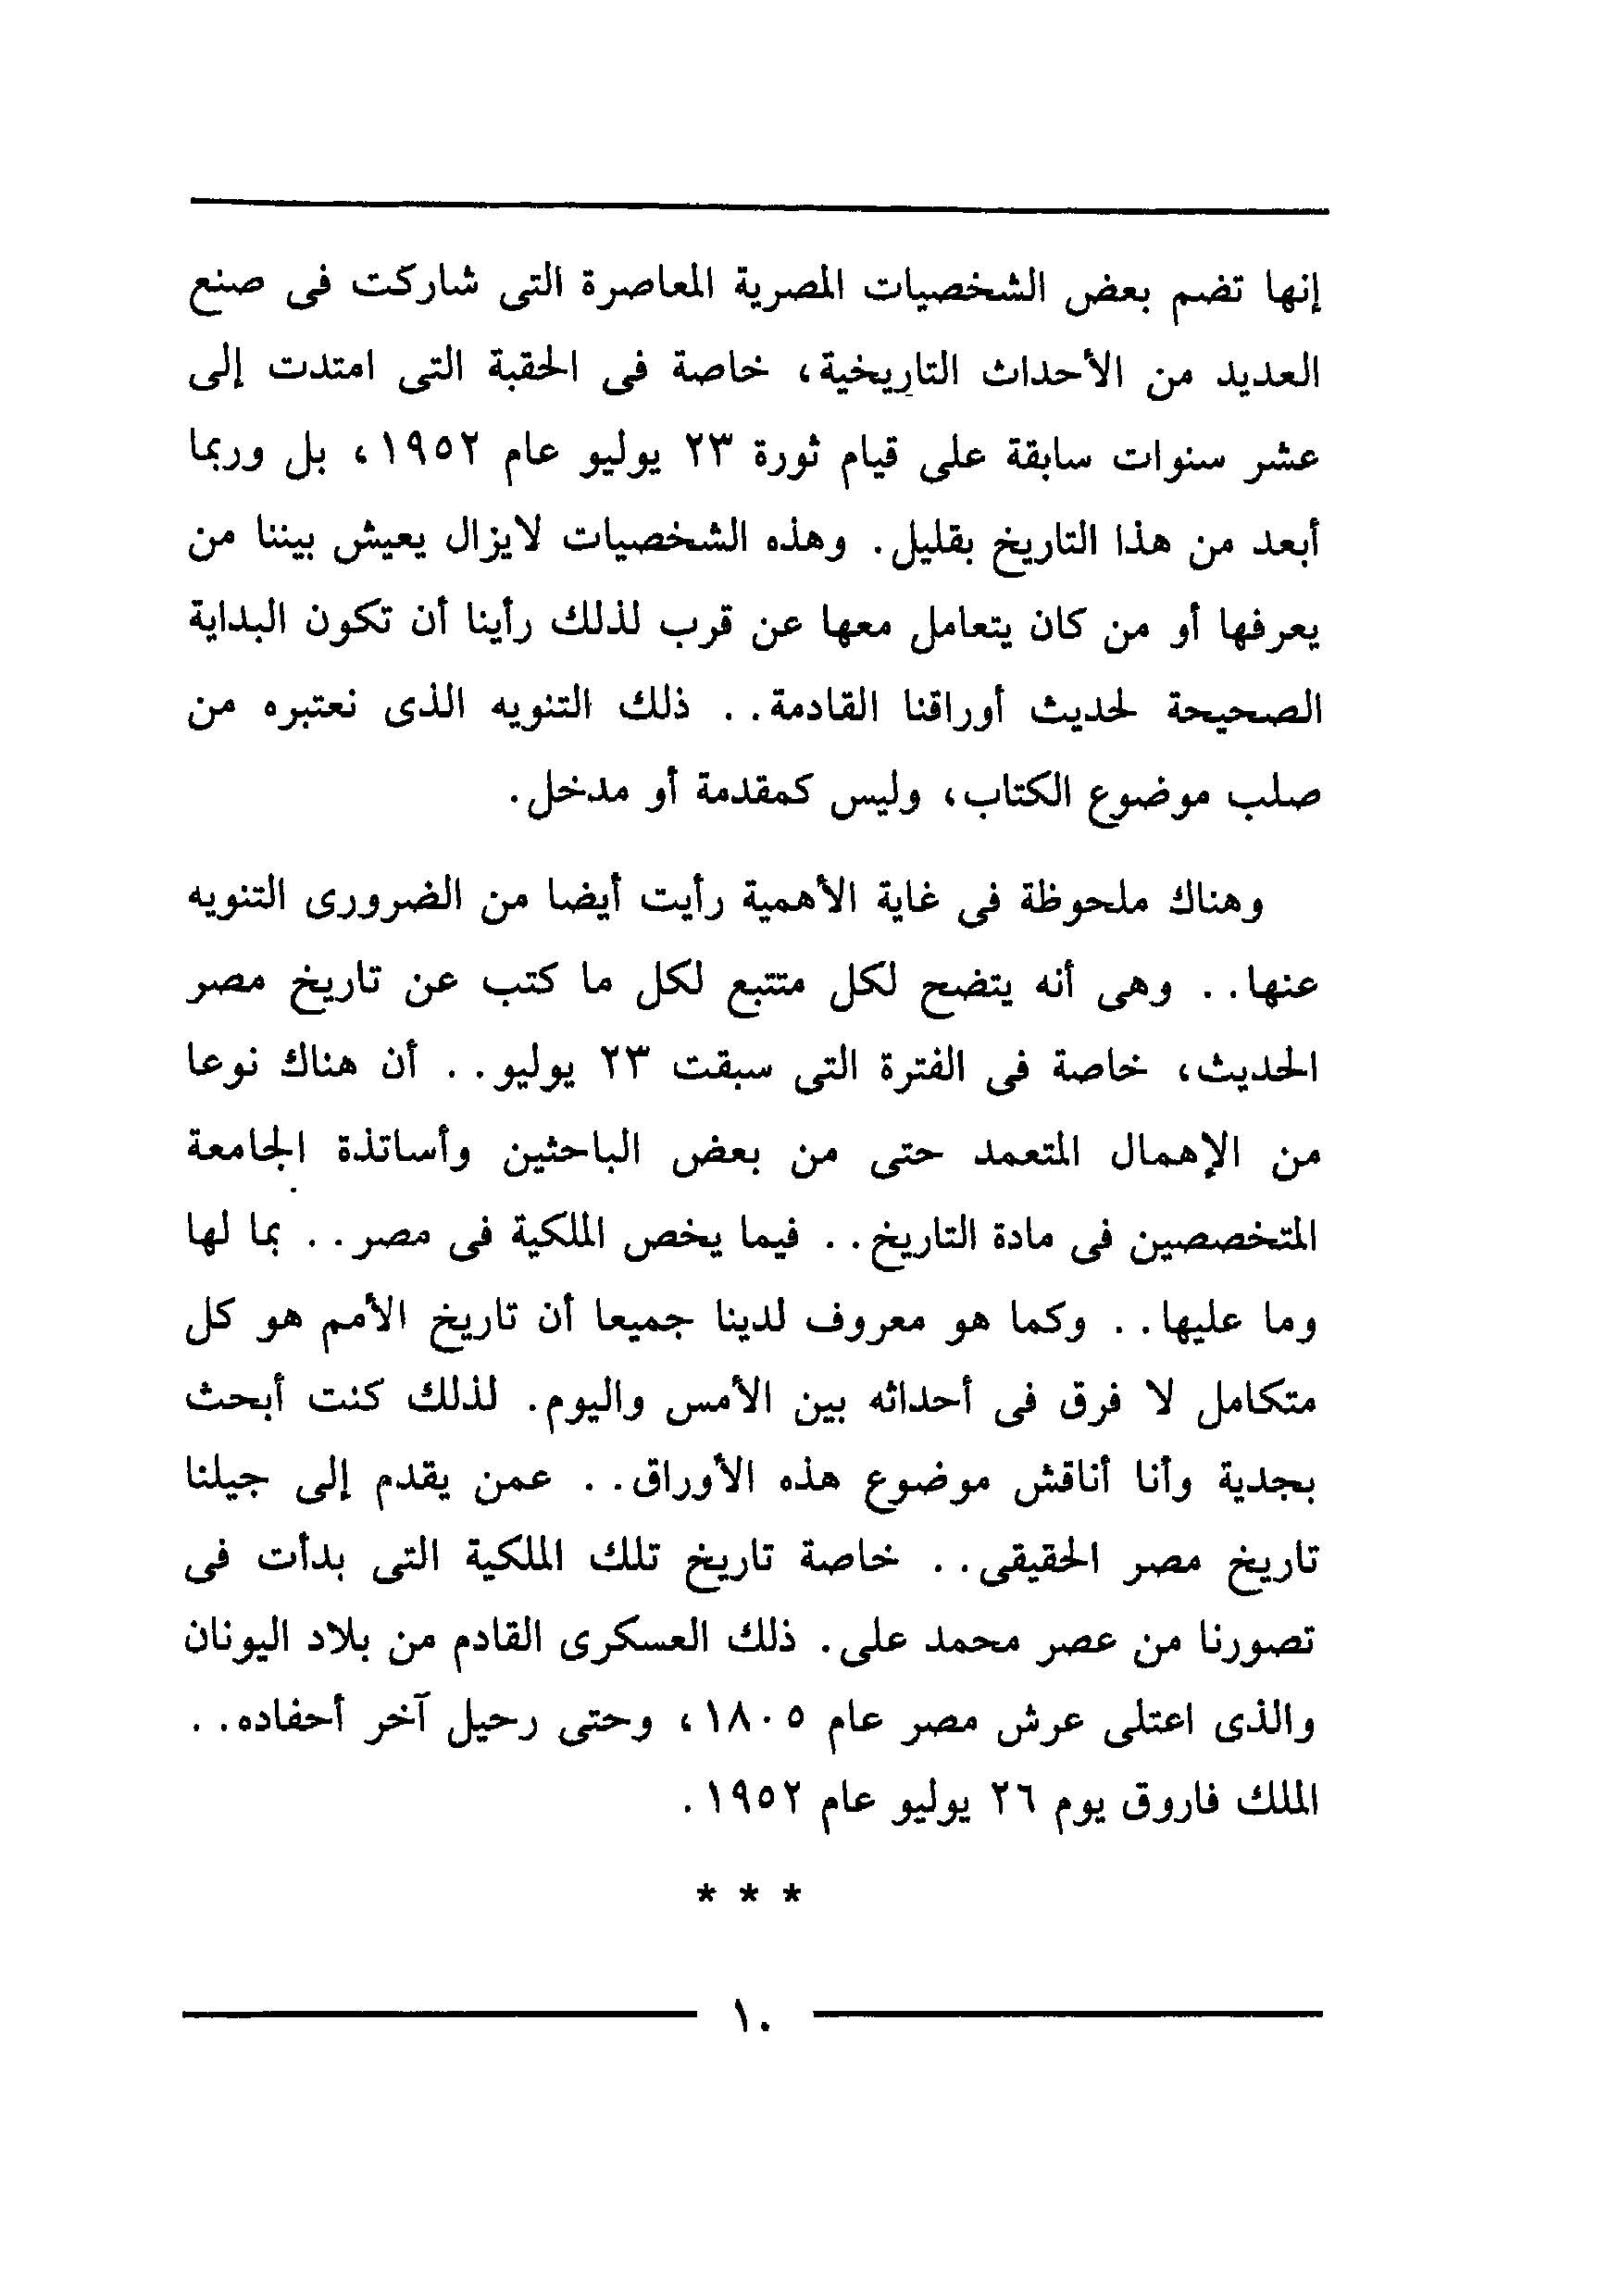 إنها تضم بعض الشخصيات المصرية المعاصرة التى شاركت فى صنع
العديد من الأحداث التاريخية، خاصة فى الحقبة التى امتدت إلى
عشر سنوات سابقة على قيام ثورة ٢٣ يوليو عام ١٩٥٢، بل وربما
أبعد من هذا التاريخ بقليل. وهذه الشخصيات لايزال يعيش بيننا من
يعرفها أو من كان يتعامل معها عن قرب لذلك رأينا أن تكون البداية
الصحيحة لحديث أوراقنا القادمة.. ذلك التنويه الذى نعتبره من
صلب موضوع الكتاب، وليس كمقدمة أو مدخل.
وهناك ملحوظة فى غاية الأهمية رأيت أيضا من الضرورى التنويه
عنها.. وهى أنه يتضح لكل متتبع لكل ما كتب عن تاريخ مصر
الحديث، خاصة فى الفترة التى سبقت ٢٣ يوليو.. أن هناك نوعا
من الإهمال المتعمد حتى من بعض الباحثين وأساتذة الجامعة
المتخصصين فى مادة التاريخ.. فيما يخص الملكية فى مصر.. بما لها
وما عليها.. وكما هو معروف لدينا جميعا أن تاريخ الأمم هو كل
متكامل لا فرق فى أحداثه بين الأمس واليوم. لذلك كنت أبحث
بجدية وأنا أناقش موضوع هذه الأوراق.. عمن يقدم إلى جيلنا
تاريخ مصر الحقيقى.. خاصة تاريخ تلك الملكية التى بدأت فى
تصورنا من عصر محمد على. ذلك العسكرى القادم من بلاد اليونان
والذى اعتلى عرش مصر عام ١٨٠٥، وحتى رحيل آخر أحفاده..
الملك فاروق يوم ٢٦ يوليو عام ١٩٥٢.
* * *
١٠